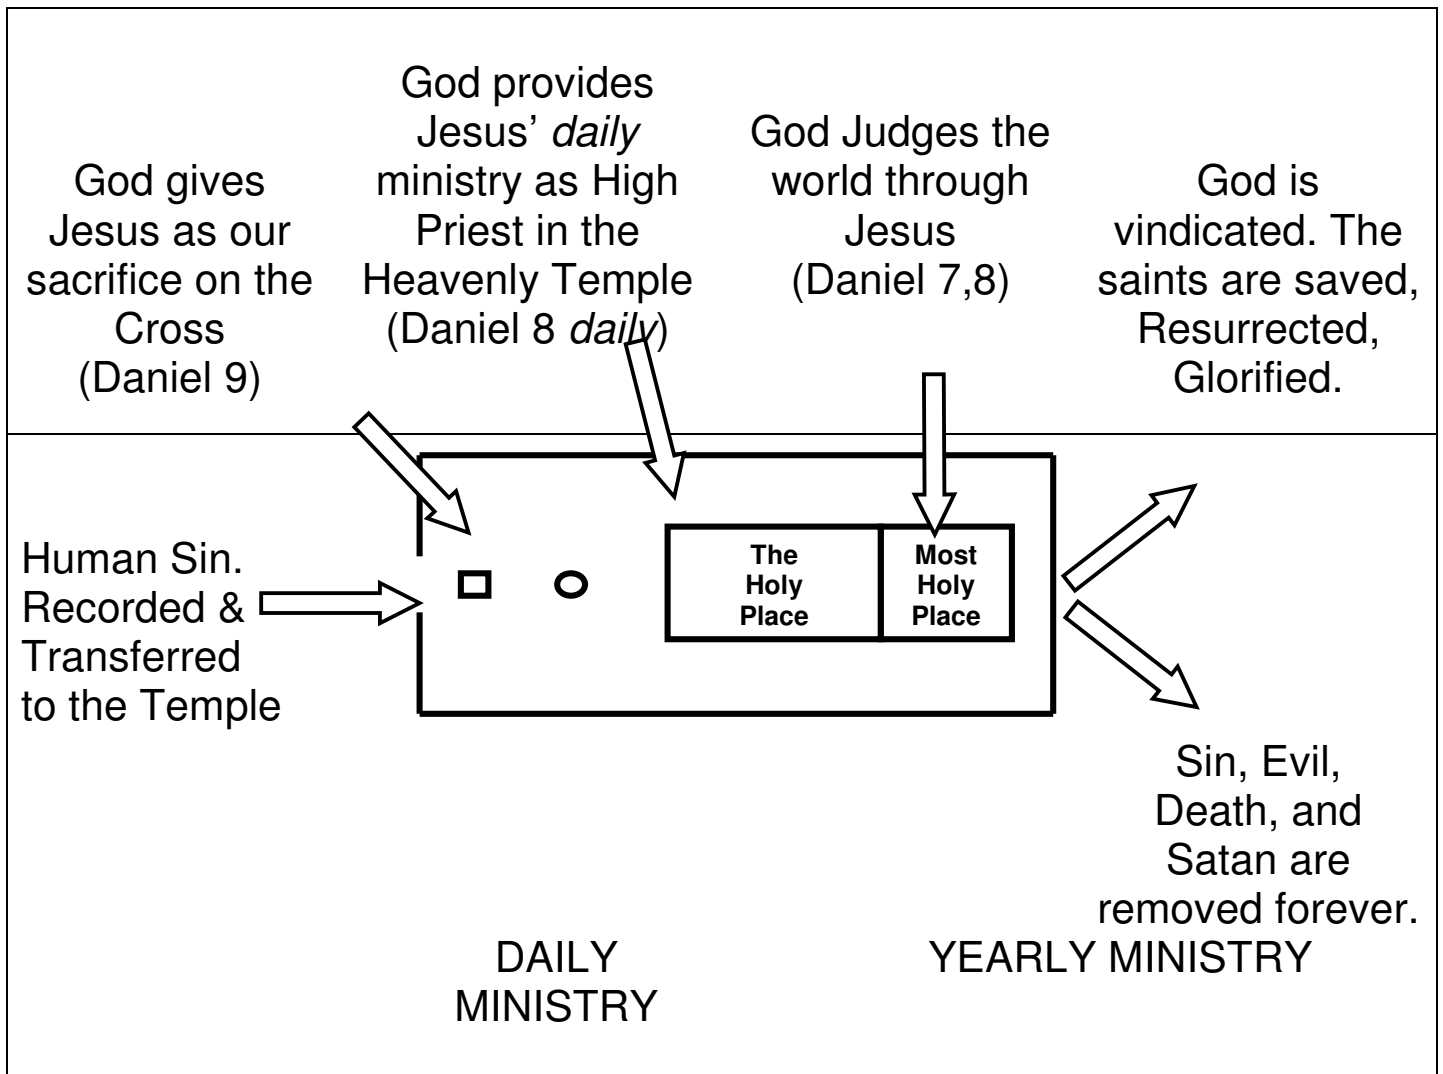 God gives
Jesus as our
sacrifice on the
Cross
(Daniel 9)
God provides
Jesus’ daily
ministry as High
Priest in the
Heavenly Temple
(Daniel 8 daily)
God Judges the
world through
Jesus
(Daniel 7,8)
God is
vindicated. The
saints are saved,
Resurrected,
Glorified.
Human Sin.
Recorded &
Transferred
to the Temple
The
Holy
Place
Most
Holy
Place
Sin, Evil,
Death, and
Satan are
removed forever.
DAILY
MINISTRY
YEARLY MINISTRY